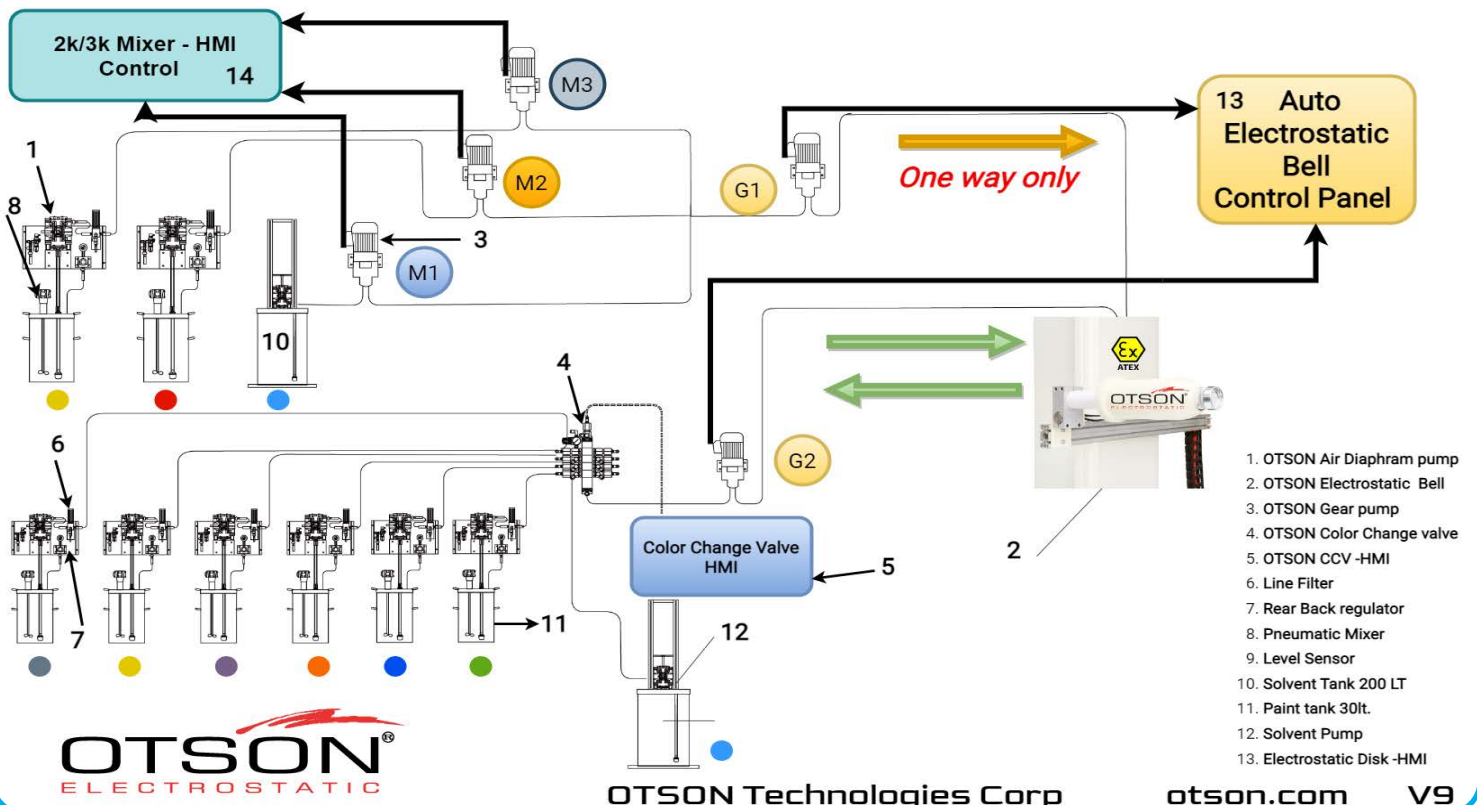 2k/3k Mixer - HMI
Control 14
M3
13 Auto
Electrostatic
Bell
Control Panel
1
M2
G1
One way only
8
3
M1
10
4
Ex
ATEX
OTSON
ELECTROSTATIC
6
G2
Color Change Valve
HMI
5
2
7
11
12
1. OTSON Air Diaphram pump
2. OTSON Electrostatic Bell
3. OTSON Gear pump
4. OTSON Color Change valve
5. OTSON CCV -HMI
6. Line Filter
7. Rear Back regulator
8. Pneumatic Mixer
9. Level Sensor
10. Solvent Tank 200 LT
11. Paint tank 30lt.
12. Solvent Pump
13. Electrostatic Disk -HMI
OTSON®
ELECTROSTATIC
OTSON Technologies Corp otson.com V9